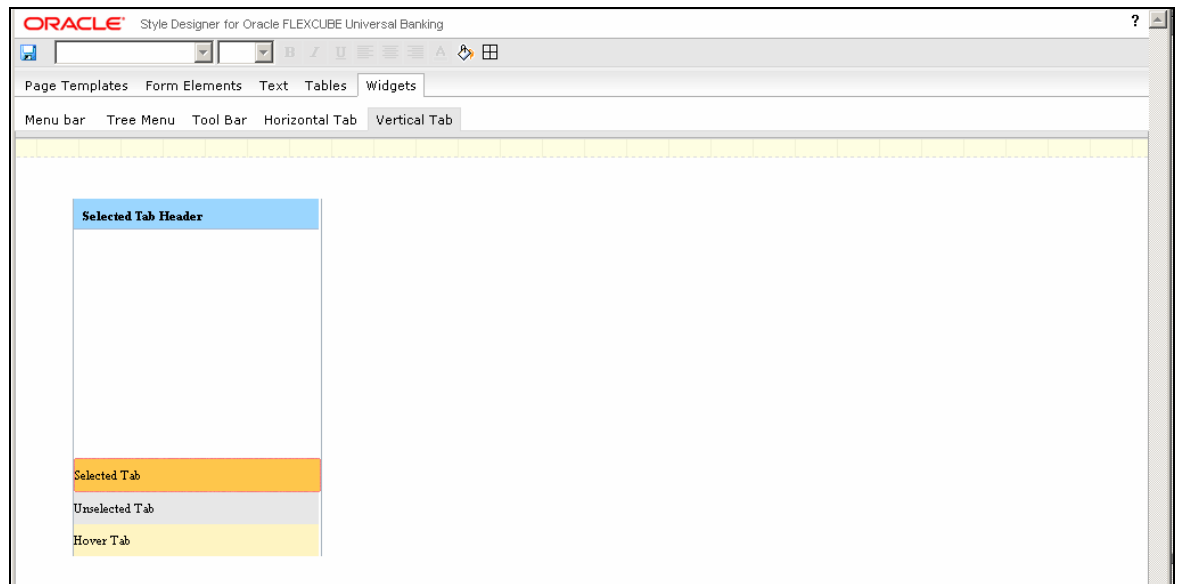 ORACLE® Style Designer for Oracle FLEXCUBE Universal Banking ?
B I U A
Page Templates Form Elements Text Tables Widgets
Menu bar Tree Menu Tool Bar Horizontal Tab Vertical Tab
Selected Tab Header
Selected Tab
Unselected Tab
Hover Tab